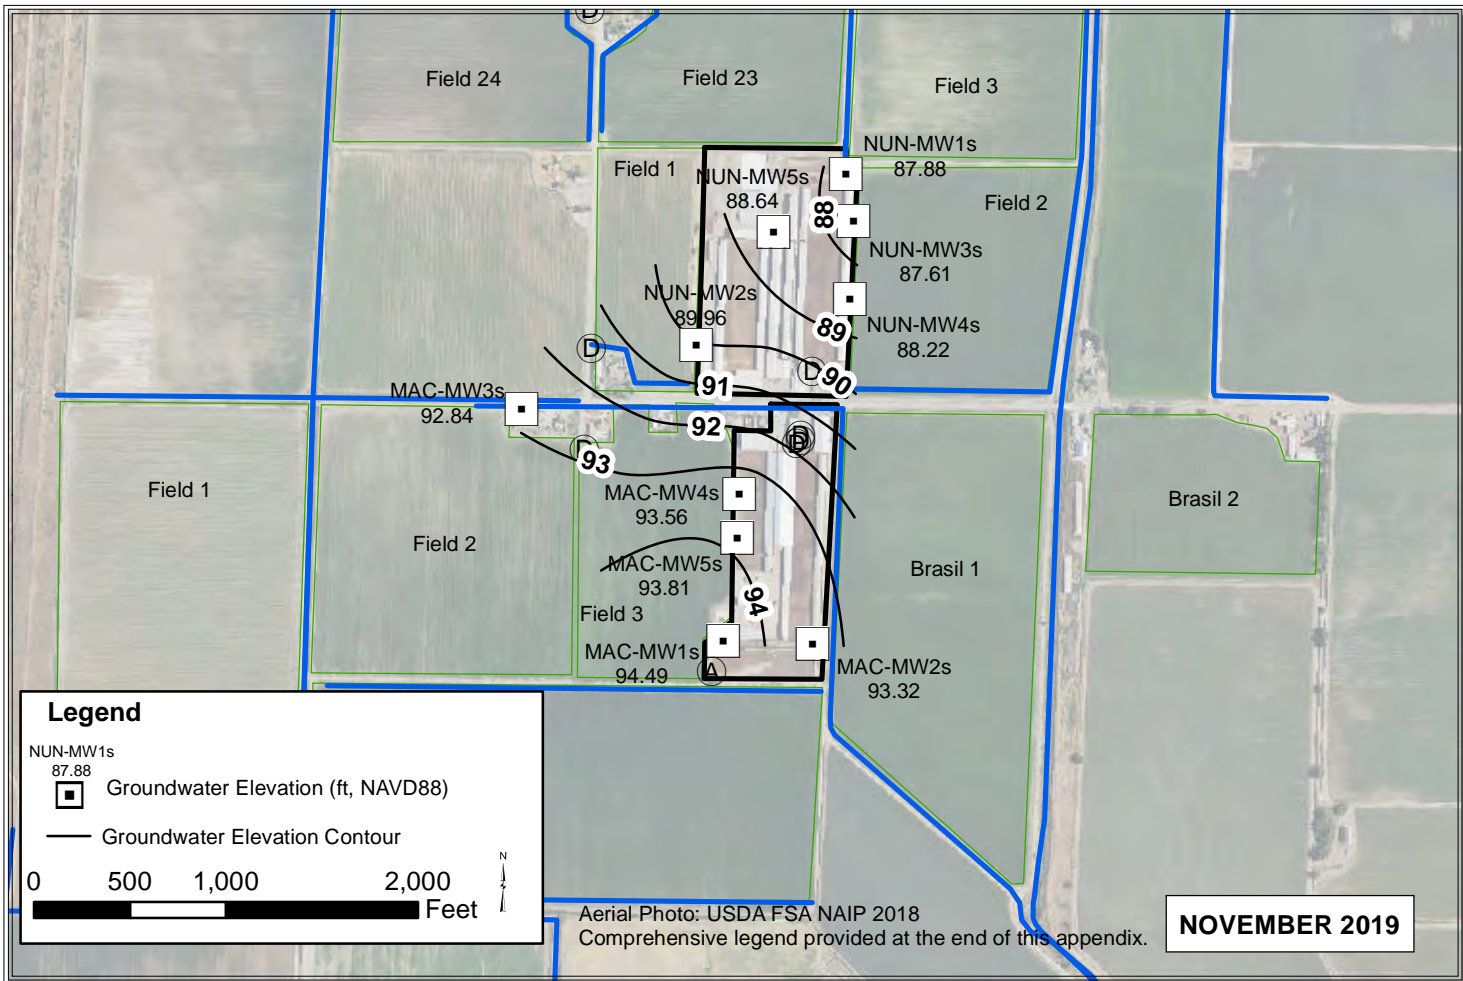 D
Field 24
Field 23
Field 3
NUN-MW1s
87.88
Field 1
NUN-MW5s
88.64
Field 2
88
NUN-MW3s
87.61
NUN-MW2s
89.96
89
NUN-MW4s
88.22
D
D
90
91
MAC-MW3s
92.84
92
D
D
D
93
Field 1
MAC-MW4s
93.56
Brasil 2
Field 2
MAC-MW5s
93.81
Brasil 1
94
Field 3
MAC-MW1s
94.49
A
MAC-MW2s
93.32
Legend
NUN-MW1s
87.88
Groundwater Elevation (ft, NAVD88)
Groundwater Elevation Contour
N
0 500 1,000 2,000
Feet
Aerial Photo: USDA FSA NAIP 2018
Comprehensive legend provided at the end of this appendix.
NOVEMBER 2019